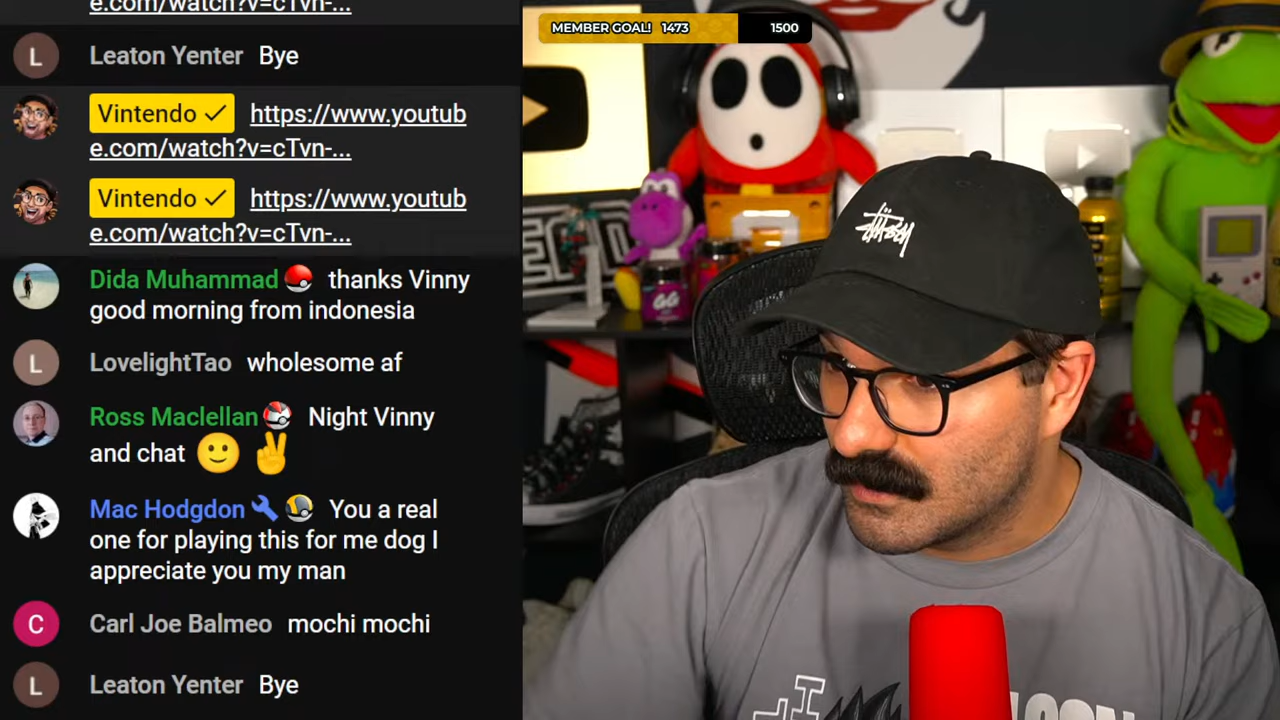 e.com/watch?v=cTvn-...
L Leaton Yenter Bye
Vintendo ✓ https://www.youtub
e.com/watch?v=cTvn-...
Vintendo ✓ https://www.youtub
e.com/watch?v=cTvn-...
Dida Muhammad thanks Vinny
good morning from indonesia
L LovelightTao wholesome af
Ross Maclellan Night Vinny
and chat 🙂 ✌️
Mac Hodgdon You a real
one for playing this for me dog I
appreciate you my man
C Carl Joe Balmeo mochi mochi
L Leaton Yenter Bye
MEMBER GOAL! 1473 1500
Stüssy
GG